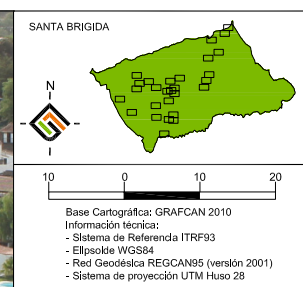 SANTA BRIGIDA
N
10 0 10 20
Base Cartográfica: GRAFCAN 2010
Información técnica:
- Sistema de Referencia ITRF93
- Elipsolde WGS84
- Red Geodésica REGCAN95 (versión 2001)
- Sistema de proyección UTM Huso 28